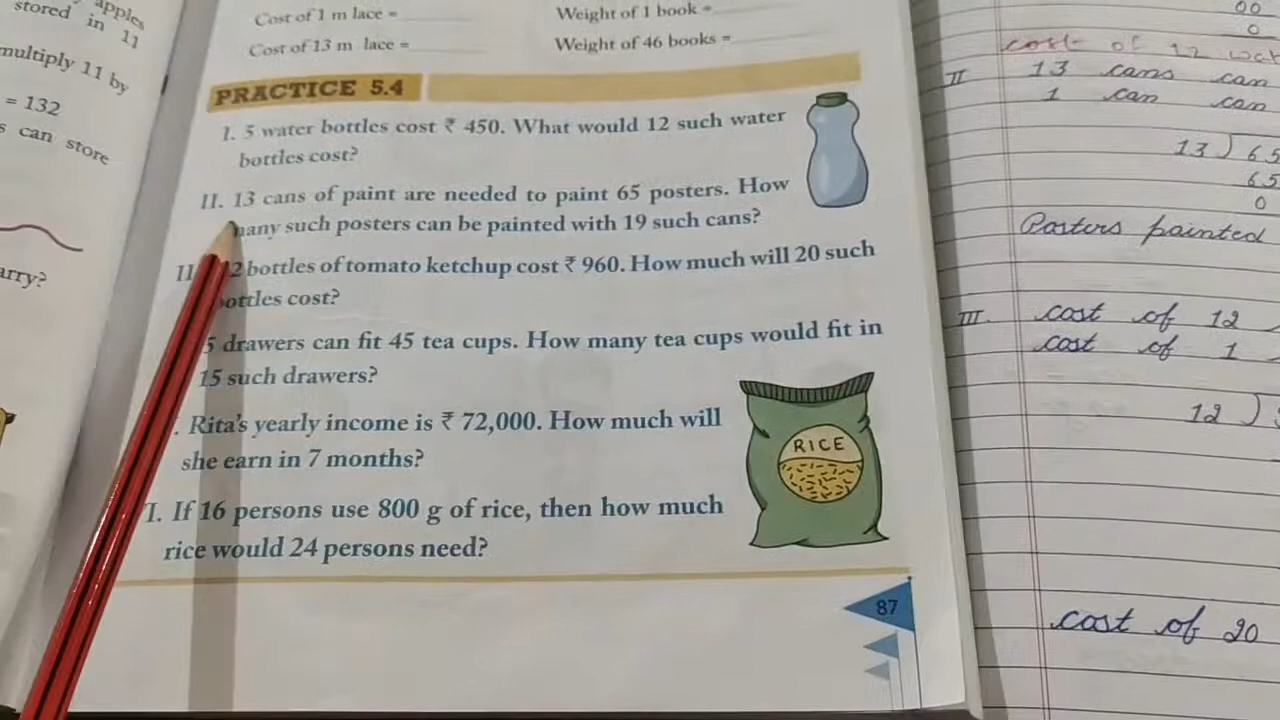 apples
stored in 11
multiply 11 by
= 132
s can store
arry?
Cost of 1 m lace =
Weight of 1 book =
Cost of 13 m lace =
Weight of 46 books =
PRACTICE 5.4
I. 5 water bottles cost ₹ 450. What would 12 such water
bottles cost?
II. 13 cans of paint are needed to paint 65 posters. How
many such posters can be painted with 19 such cans?
2 bottles of tomato ketchup cost ₹ 960. How much will 20 such
bottles cost?
5 drawers can fit 45 tea cups. How many tea cups would fit in
15 such drawers?
Rita's yearly income is ₹ 72,000. How much will
she earn in 7 months?
I. If 16 persons use 800 g of rice, then how much
rice would 24 persons need?
RICE
87
00
0
cost of 12 wat
II 13 cans can
1 can can
13 ) 65
65
0
Posters painted
III. cost of 12
cost of 1
12 )
cost of 20